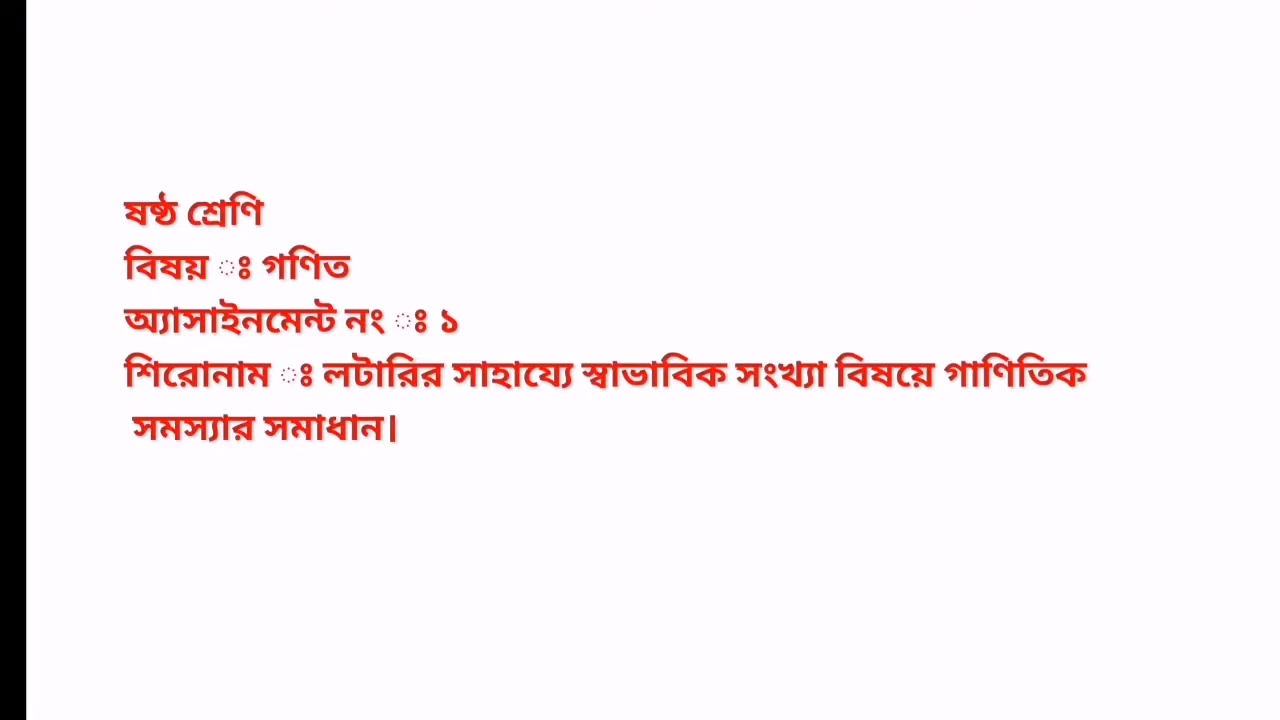 ষষ্ঠ শ্রেণি
বিষয় ঃ গণিত
অ্যাসাইনমেন্ট নং ঃ ১
শিরোনাম ঃ লটারির সাহায্যে স্বাভাবিক সংখ্যা বিষয়ে গাণিতিক
সমস্যার সমাধান।